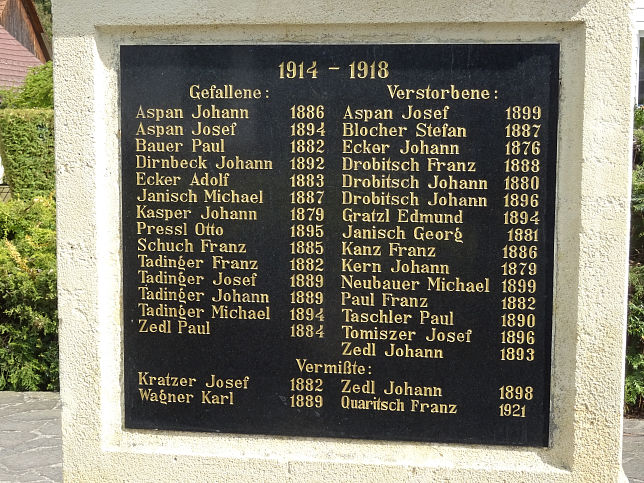 1914 - 1918
Gefallene:
Aspan Johann 1886
Aspan Josef 1894
Bauer Paul 1882
Dirnbeck Johann 1892
Ecker Adolf 1883
Janisch Michael 1887
Kasper Johann 1879
Pressl Otto 1895
Schuch Franz 1885
Tadinger Franz 1882
Tadinger Josef 1889
Tadinger Johann 1889
Tadinger Michael 1894
Zedl Paul 1884
Verstorbene:
Aspan Josef 1899
Blocher Stefan 1887
Ecker Johann 1876
Drobitsch Franz 1888
Drobitsch Johann 1880
Drobitsch Johann 1896
Gratzl Edmund 1894
Janisch Georg 1881
Kanz Franz 1886
Kern Johann 1879
Neubauer Michael 1899
Paul Franz 1882
Taschler Paul 1890
Tomiszer Josef 1896
Zedl Johann 1893
Vermißte:
Kratzer Josef 1882
Wagner Karl 1889
Zedl Johann 1898
Quaritsch Franz 1921